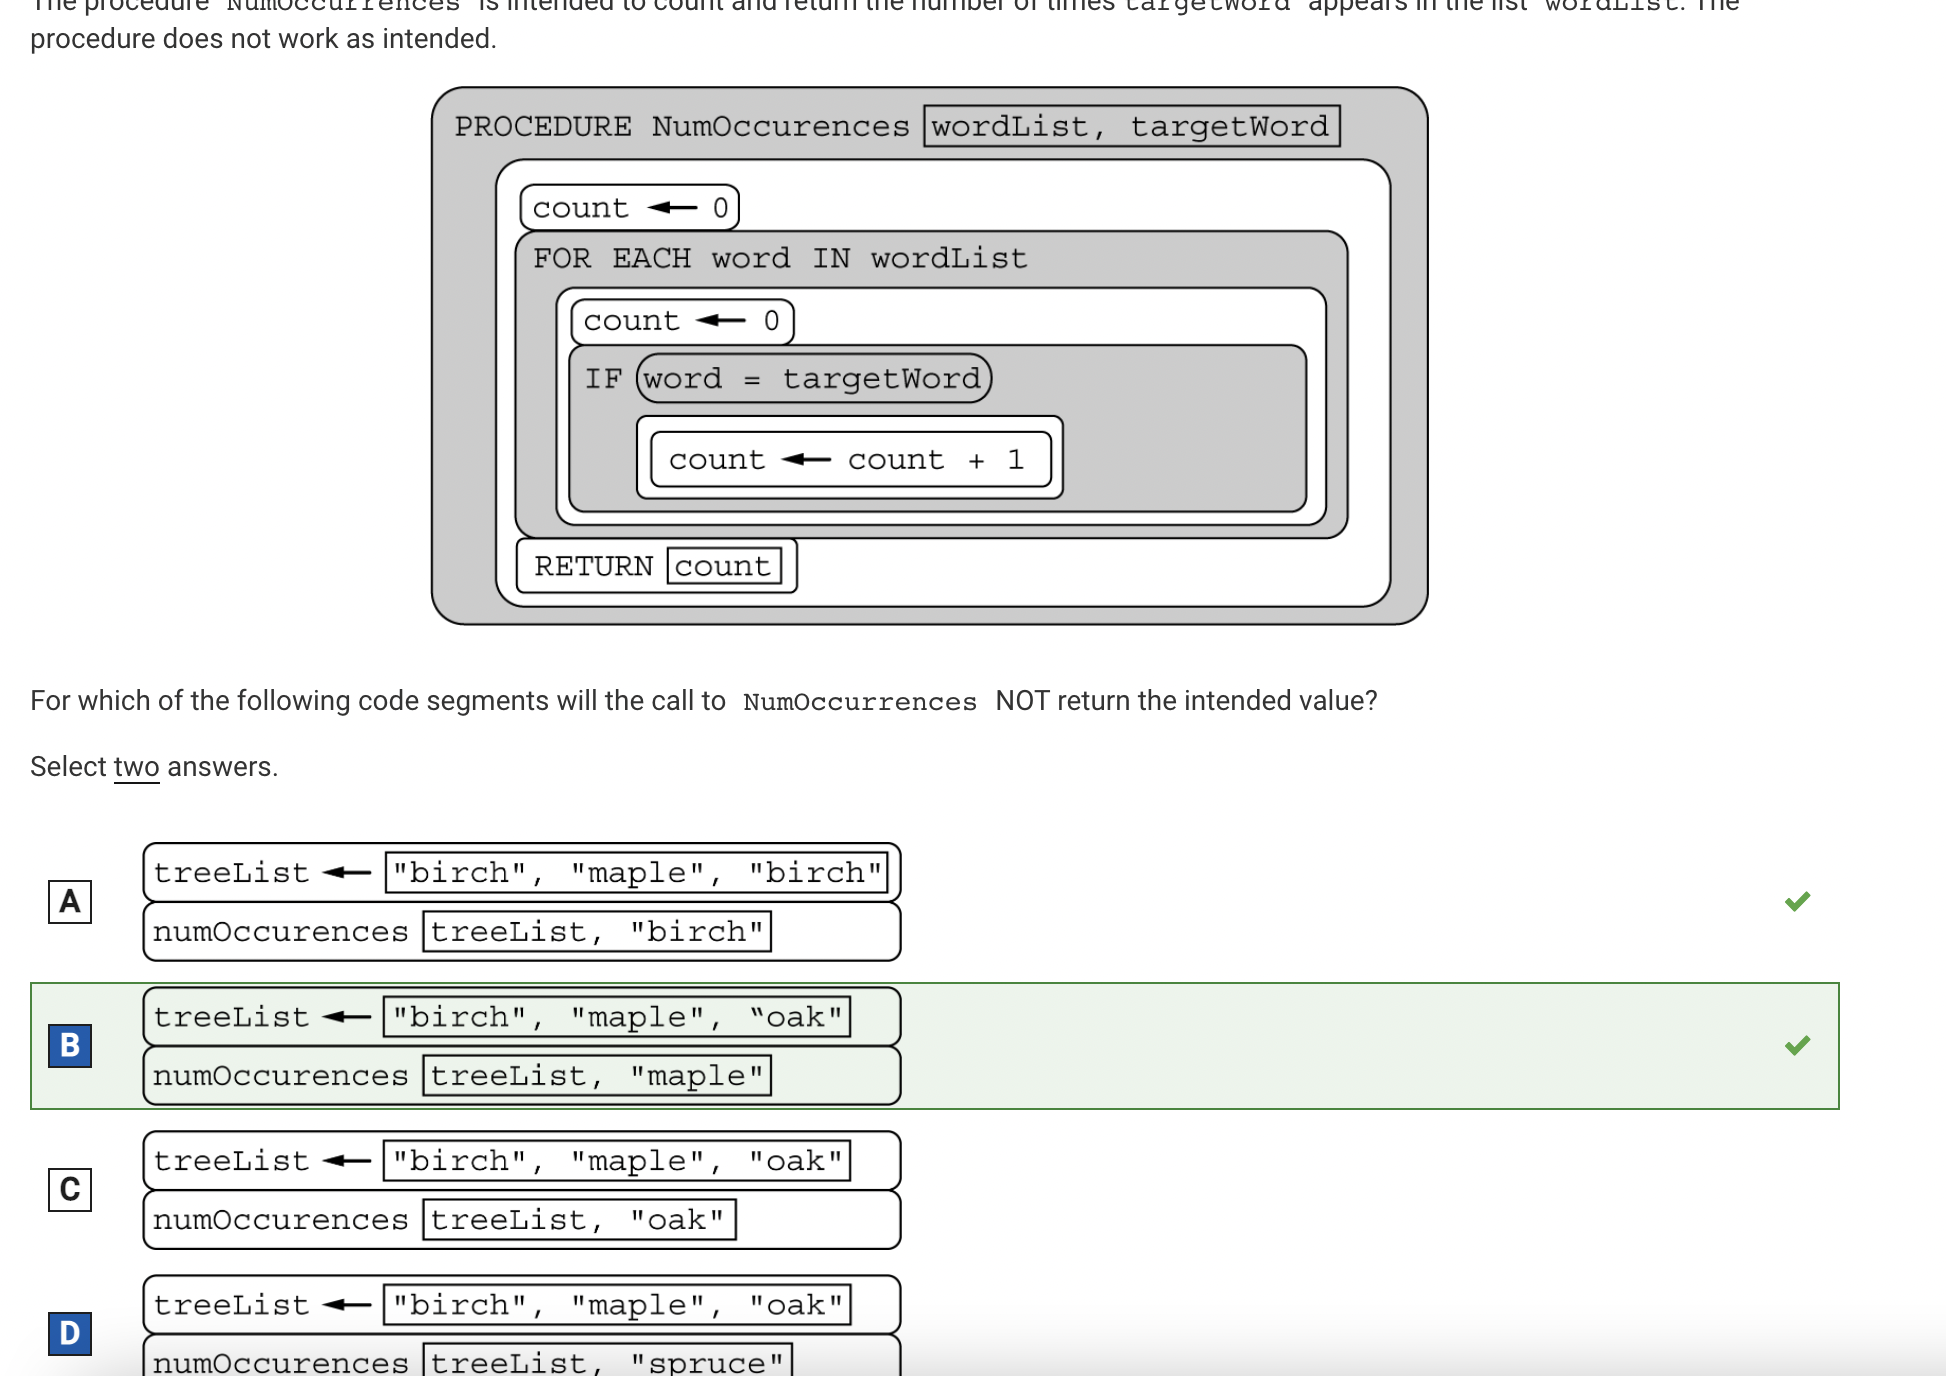 The procedure NumOccurrences is intended to count and return the number of times targetWord appears in the list wordList. The
procedure does not work as intended.
PROCEDURE NumOccurences wordList, targetWord
count ← 0
FOR EACH word IN wordList
count ← 0
IF word = targetWord
count ← count + 1
RETURN count
For which of the following code segments will the call to NumOccurrences NOT return the intended value?
Select two answers.
A
treeList ← "birch", "maple", "birch"
numOccurences treeList, "birch"
B
treeList ← "birch", "maple", “oak"
numOccurences treeList, "maple"
C
treeList ← "birch", "maple", "oak"
numOccurences treeList, "oak"
D
treeList ← "birch", "maple", "oak"
numOccurences treeList, "spruce"